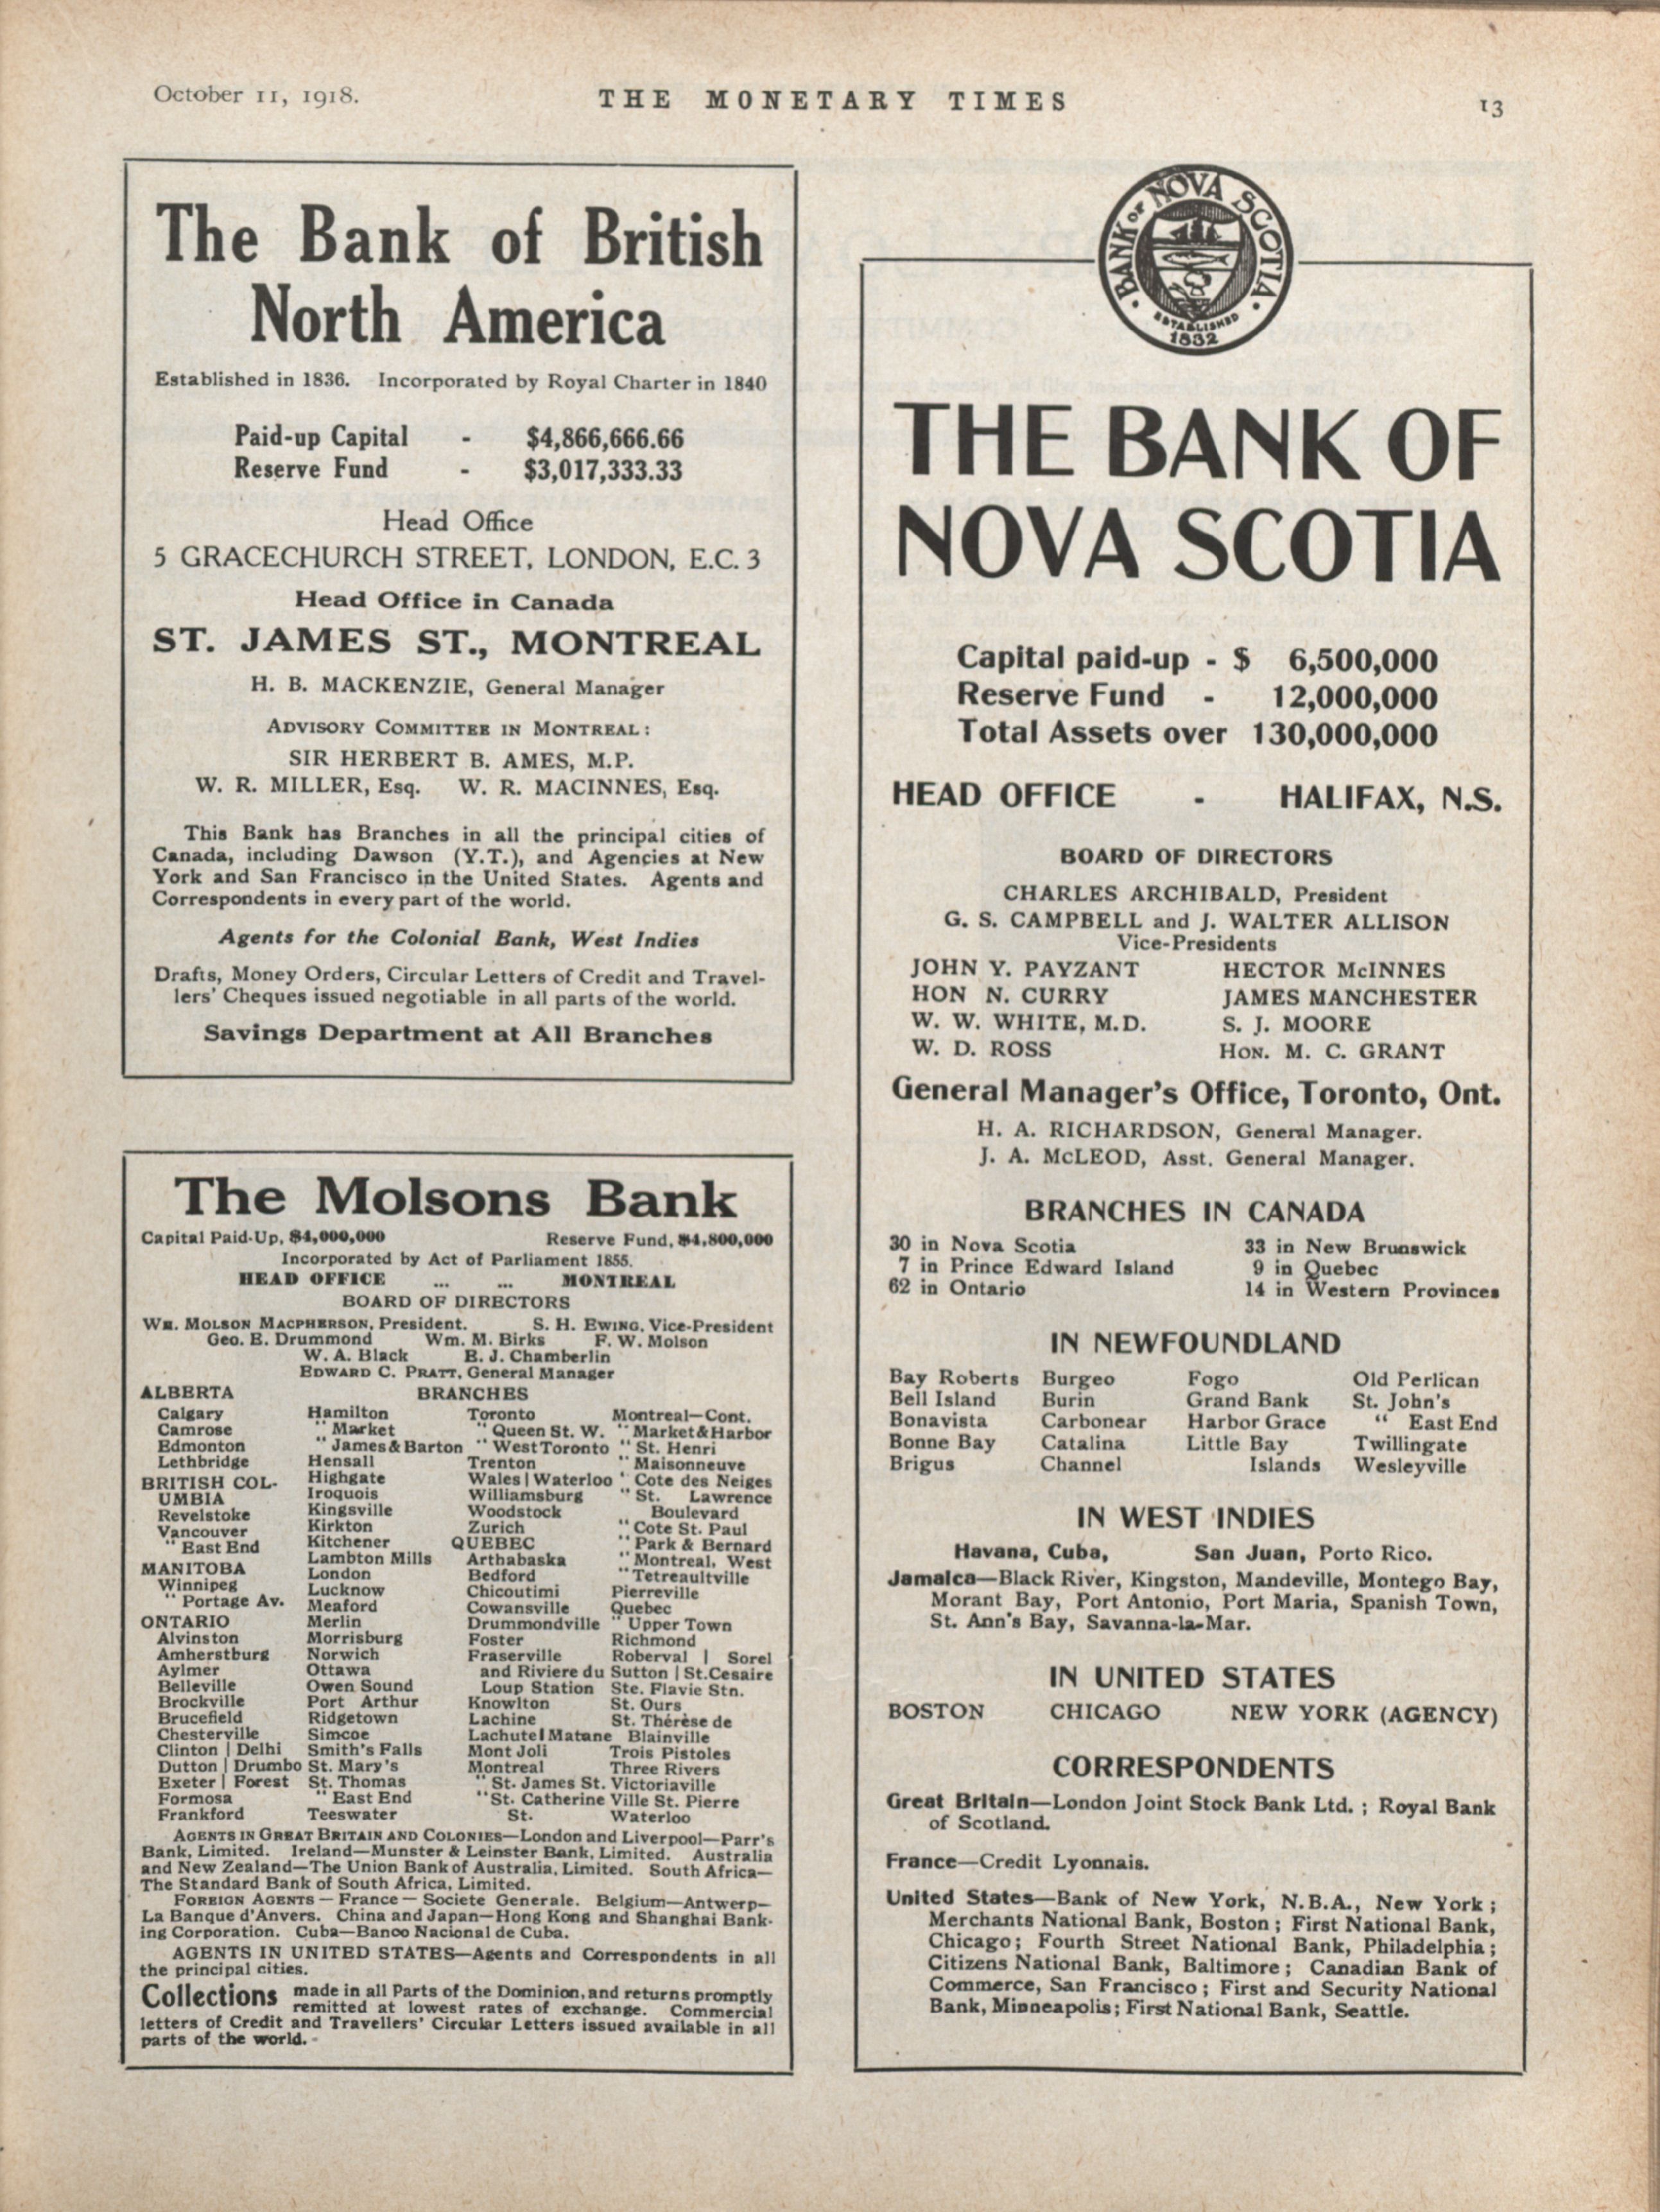 October 11, 1918.
THE MONETARY TIMES
13
The Bank of British
North America
Established in 1836. Incorporated by Royal Charter in 1840
Paid-up Capital - $4,866,666.66
Reserve Fund - $3,017,333.33
Head Office
5 GRACECHURCH STREET, LONDON, E.C. 3
Head Office in Canada
ST. JAMES ST., MONTREAL
H. B. MACKENZIE, General Manager
ADVISORY COMMITTEE IN MONTREAL:
SIR HERBERT B. AMES, M.P.
W. R. MILLER, Esq. W. R. MACINNES, Esq.
This Bank has Branches in all the principal cities of
Canada, including Dawson (Y.T.), and Agencies at New
York and San Francisco in the United States. Agents and
Correspondents in every part of the world.
Agents for the Colonial Bank, West Indies
Drafts, Money Orders, Circular Letters of Credit and Travel-
lers' Cheques issued negotiable in all parts of the world.
Savings Department at All Branches
The Molsons Bank
Capital Paid-Up, $4,000,000 Reserve Fund, $4,800,000
Incorporated by Act of Parliament 1855.
HEAD OFFICE ... ... MONTREAL
BOARD OF DIRECTORS
WM. MOLSON MACPHERSON, President. S. H. EWING, Vice-President
Geo. E. Drummond Wm. M. Birks F. W. Molson
W. A. Black E. J. Chamberlin
EDWARD C. PRATT, General Manager
BRANCHES
ALBERTA
Calgary
Camrose
Edmonton
Lethbridge
BRITISH COL-
UMBIA
Revelstoke
Vancouver
" East End
MANITOBA
Winnipeg
" Portage Av.
ONTARIO
Alvinston
Amherstburg
Aylmer
Belleville
Brockville
Brucefield
Chesterville
Clinton | Delhi
Dutton | Drumbo
Exeter | Forest
Formosa
Frankford
Hamilton
" Market
" James & Barton
Hensall
Highgate
Iroquois
Kingsville
Kirkton
Kitchener
Lambton Mills
London
Lucknow
Meaford
Merlin
Morrisburg
Norwich
Ottawa
Owen Sound
Port Arthur
Ridgetown
Simcoe
Smith's Falls
St. Mary's
St. Thomas
" East End
Teeswater
Toronto
" Queen St. W.
" West Toronto
Trenton
Wales | Waterloo
Williamsburg
Woodstock
Zurich
QUEBEC
Arthabaska
Bedford
Chicoutimi
Cowansville
Drummondville
Foster
Fraserville
and Riviere du
Loup Station
Knowlton
Lachine
Lachute | Matane
Mont Joli
Montreal
" St. James St.
" St. Catherine
St.
Montreal—Cont.
" Market & Harbor
" St. Henri
" Maisonneuve
' Cote des Neiges
" St. Lawrence
Boulevard
" Cote St. Paul
" Park & Bernard
" Montreal, West
" Tetreaultville
Pierreville
Quebec
" Upper Town
Richmond
Roberval | Sorel
Sutton | St. Cesaire
Ste. Flavie Stn.
St. Ours
St. Thérèse de
Blainville
Trois Pistoles
Three Rivers
Victoriaville
Ville St. Pierre
Waterloo
AGENTS IN GREAT BRITAIN AND COLONIES—London and Liverpool—Parr's
Bank, Limited. Ireland—Munster & Leinster Bank, Limited. Australia
and New Zealand—The Union Bank of Australia, Limited. South Africa—
The Standard Bank of South Africa, Limited.
FOREIGN AGENTS — France — Societe Generale. Belgium—Antwerp—
La Banque d'Anvers. China and Japan—Hong Kong and Shanghai Bank-
ing Corporation. Cuba—Banco Nacional de Cuba.
AGENTS IN UNITED STATES—Agents and Correspondents in all
the principal cities.
Collections made in all Parts of the Dominion, and returns promptly
remitted at lowest rates of exchange. Commercial
letters of Credit and Travellers' Circular Letters issued available in all
parts of the world.
BANK OF NOVA SCOTIA
ESTABLISHED
1832
THE BANK OF
NOVA SCOTIA
Capital paid-up - $ 6,500,000
Reserve Fund - 12,000,000
Total Assets over 130,000,000
HEAD OFFICE - HALIFAX, N.S.
BOARD OF DIRECTORS
CHARLES ARCHIBALD, President
G. S. CAMPBELL and J. WALTER ALLISON
Vice-Presidents
JOHN Y. PAYZANT HECTOR McINNES
HON N. CURRY JAMES MANCHESTER
W. W. WHITE, M.D. S. J. MOORE
W. D. ROSS HON. M. C. GRANT
General Manager's Office, Toronto, Ont.
H. A. RICHARDSON, General Manager.
J. A. McLEOD, Asst. General Manager.
BRANCHES IN CANADA
30 in Nova Scotia 33 in New Brunswick
7 in Prince Edward Island 9 in Quebec
62 in Ontario 14 in Western Provinces
IN NEWFOUNDLAND
Bay Roberts Burgeo Fogo Old Perlican
Bell Island Burin Grand Bank St. John's
Bonavista Carbonear Harbor Grace " East End
Bonne Bay Catalina Little Bay Twillingate
Brigus Channel Islands Wesleyville
IN WEST INDIES
Havana, Cuba, San Juan, Porto Rico.
Jamaica—Black River, Kingston, Mandeville, Montego Bay,
Morant Bay, Port Antonio, Port Maria, Spanish Town,
St. Ann's Bay, Savanna-la-Mar.
IN UNITED STATES
BOSTON CHICAGO NEW YORK (AGENCY)
CORRESPONDENTS
Great Britain—London Joint Stock Bank Ltd. ; Royal Bank
of Scotland.
France—Credit Lyonnais.
United States—Bank of New York, N.B.A., New York ;
Merchants National Bank, Boston ; First National Bank,
Chicago; Fourth Street National Bank, Philadelphia ;
Citizens National Bank, Baltimore ; Canadian Bank of
Commerce, San Francisco ; First and Security National
Bank, Minneapolis; First National Bank, Seattle.